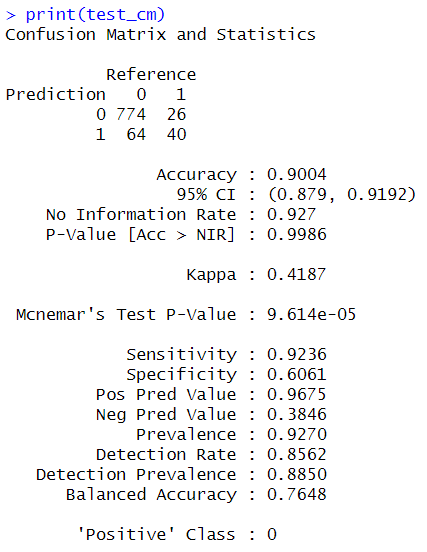 > print(test_cm)
Confusion Matrix and Statistics
Reference
Prediction 0 1
0 774 26
1 64 40
Accuracy : 0.9004
95% CI : (0.879, 0.9192)
No Information Rate : 0.927
P-Value [Acc > NIR] : 0.9986
Kappa : 0.4187
Mcnemar's Test P-Value : 9.614e-05
Sensitivity : 0.9236
Specificity : 0.6061
Pos Pred Value : 0.9675
Neg Pred Value : 0.3846
Prevalence : 0.9270
Detection Rate : 0.8562
Detection Prevalence : 0.8850
Balanced Accuracy : 0.7648
'Positive' Class : 0